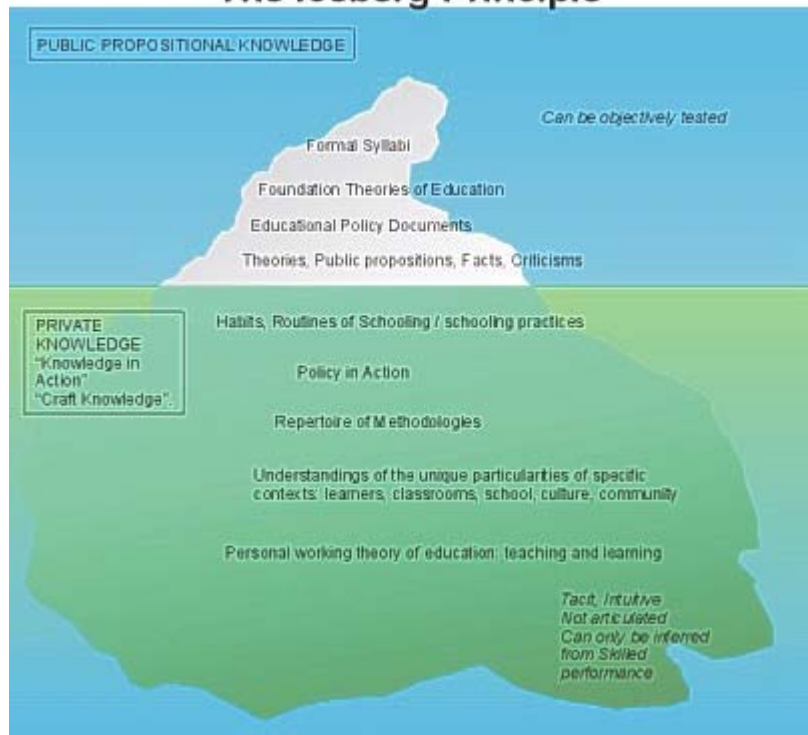 The Iceberg Principle
PUBLIC PROPOSITIONAL KNOWLEDGE
Can be objectively tested
Formal Syllabi
Foundation Theories of Education
Educational Policy Documents
Theories, Public propositions, Facts, Criticisms
PRIVATE
KNOWLEDGE
"Knowledge in
Action"
"Craft Knowledge".
Habits, Routines of Schooling / schooling practices
Policy in Action
Repertoire of Methodologies
Understandings of the unique particularities of specific
contexts: learners, classrooms, school, culture, community
Personal working theory of education: teaching and learning
Tacit, Intuitive
Not articulated
Can only be inferred
from Skilled
performance